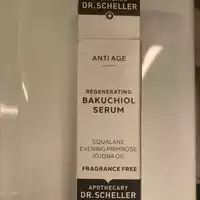 DR.SCHELLER
ANTI AGE
REGENERATING
BAKUCHIOL
SERUM
SQUALANE
EVENING PRIMROSE
JOJOBA OIL
FRAGRANCE FREE
APOTHECARY
DR.SCHELLER